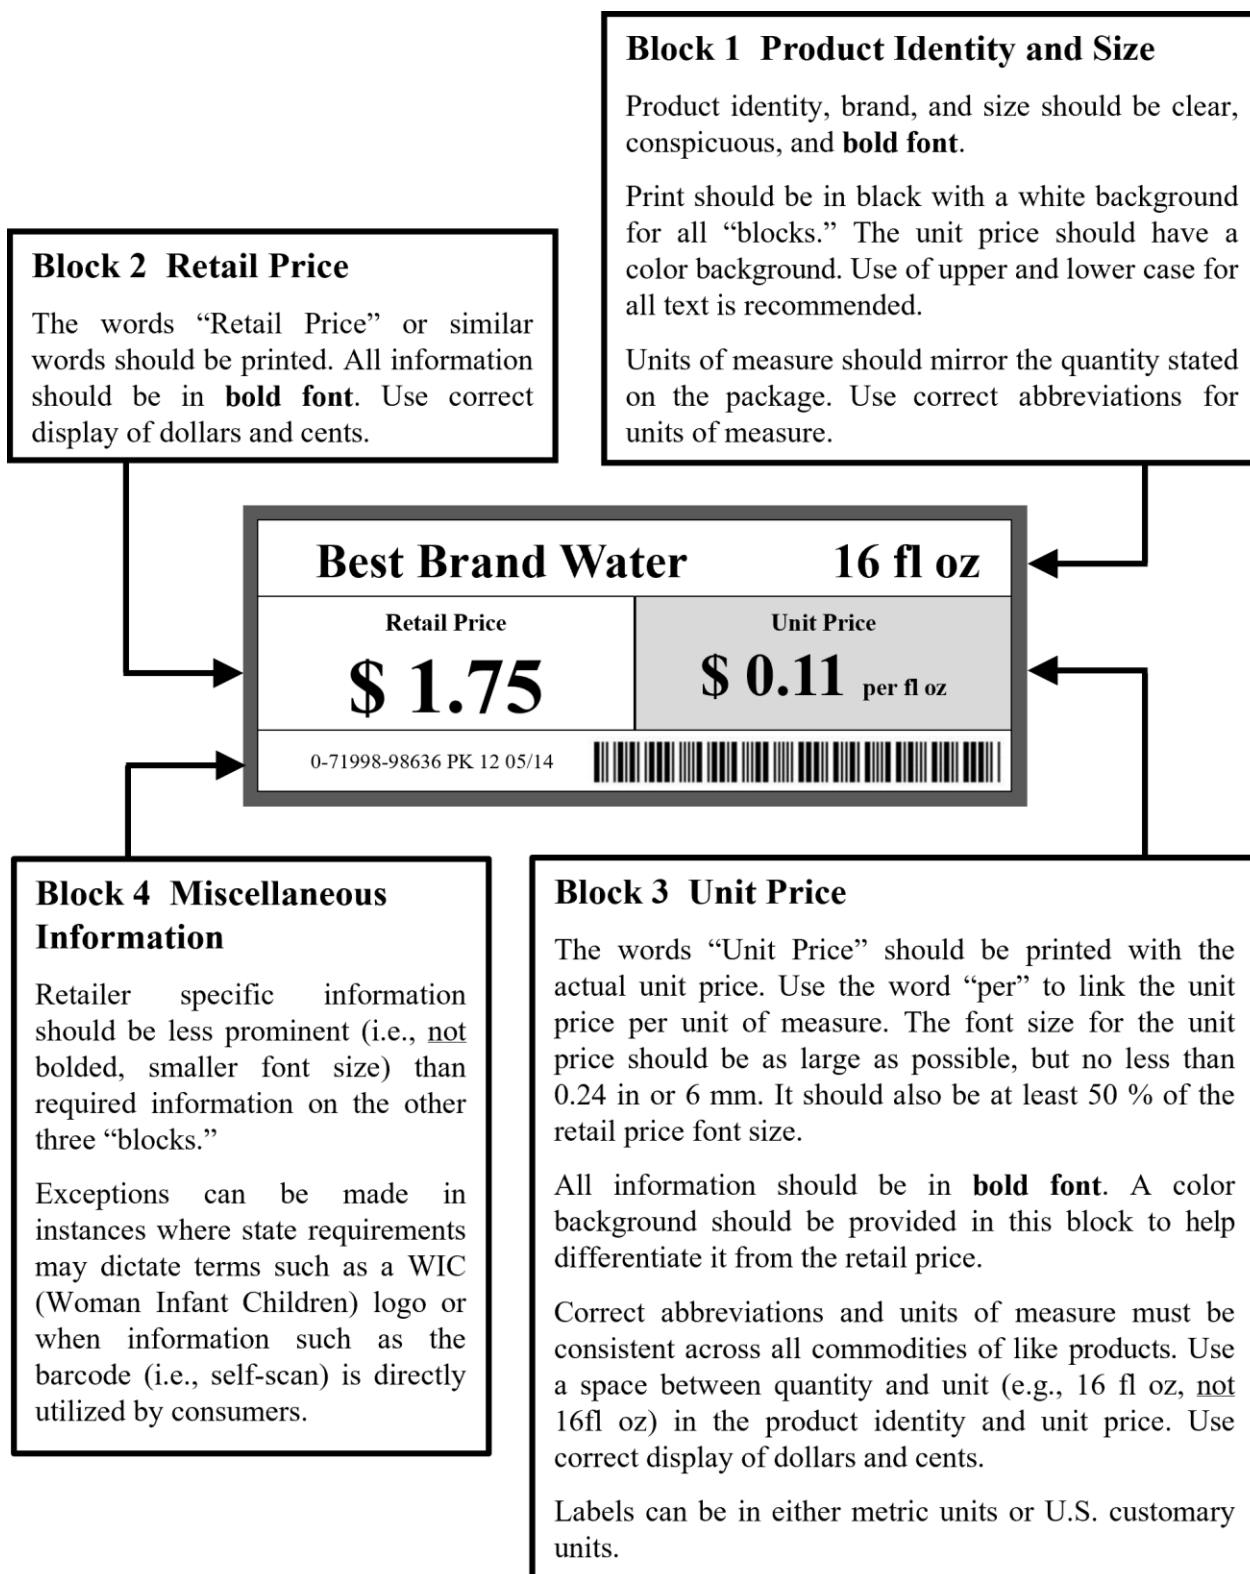 Block 1  Product Identity and Size
Product identity, brand, and size should be clear,
conspicuous, and bold font.
Print should be in black with a white background
for all “blocks.” The unit price should have a
color background. Use of upper and lower case for
all text is recommended.
Units of measure should mirror the quantity stated
on the package. Use correct abbreviations for
units of measure.
Block 2  Retail Price
The words “Retail Price” or similar
words should be printed. All information
should be in bold font. Use correct
display of dollars and cents.
Best Brand Water 16 fl oz
Retail Price
$ 1.75
Unit Price
$ 0.11 per fl oz
0-71998-98636 PK 12 05/14
Block 4  Miscellaneous
Information
Retailer specific information
should be less prominent (i.e., not
bolded, smaller font size) than
required information on the other
three “blocks.”
Exceptions can be made in
instances where state requirements
may dictate terms such as a WIC
(Woman Infant Children) logo or
when information such as the
barcode (i.e., self-scan) is directly
utilized by consumers.
Block 3  Unit Price
The words “Unit Price” should be printed with the
actual unit price. Use the word “per” to link the unit
price per unit of measure. The font size for the unit
price should be as large as possible, but no less than
0.24 in or 6 mm. It should also be at least 50 % of the
retail price font size.
All information should be in bold font. A color
background should be provided in this block to help
differentiate it from the retail price.
Correct abbreviations and units of measure must be
consistent across all commodities of like products. Use
a space between quantity and unit (e.g., 16 fl oz, not
16fl oz) in the product identity and unit price. Use
correct display of dollars and cents.
Labels can be in either metric units or U.S. customary
units.